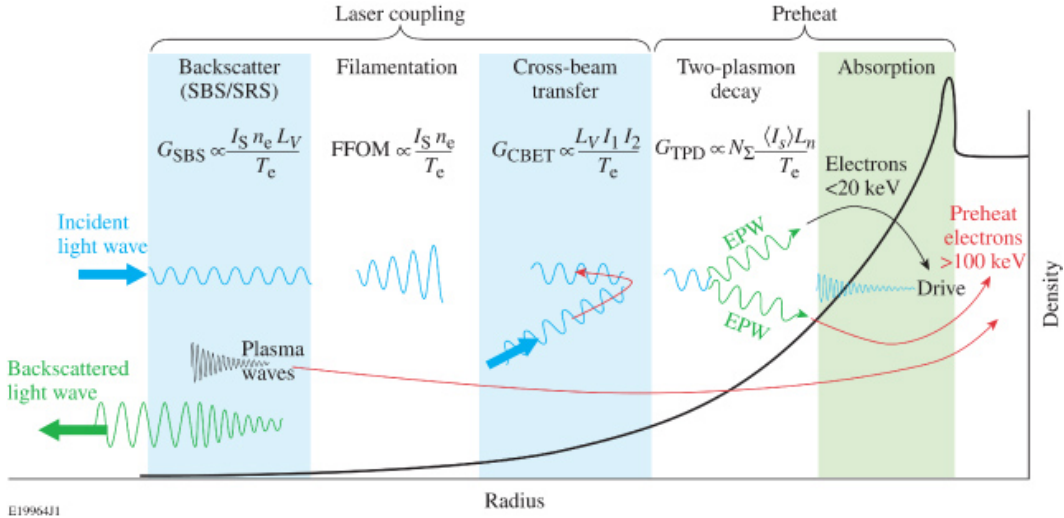 Laser coupling
Preheat
Backscatter
(SBS/SRS)
Filamentation
Cross-beam
transfer
Two-plasmon
decay
Absorption
G_SBS ∝ I_S n_e L_V / T_e
FFOM ∝ I_S n_e / T_e
G_CBET ∝ L_V I_1 I_2 / T_e
G_TPD ∝ N_Σ ⟨I_s⟩L_n / T_e
Electrons
<20 keV
Incident
light wave
EPW
EPW
Preheat
electrons
>100 keV
Drive
Density
Plasma
waves
Backscattered
light wave
Radius
E19964J1